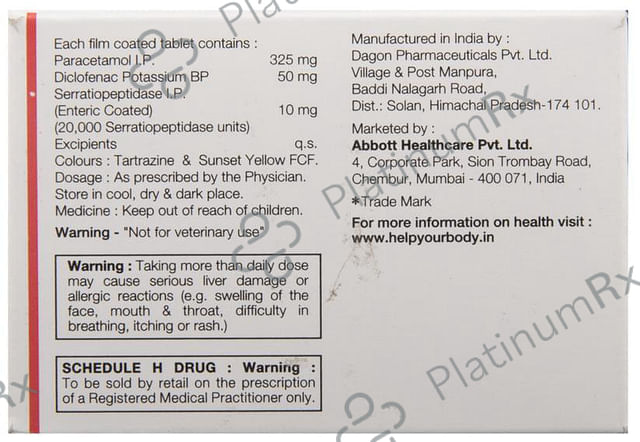 Each film coated tablet contains :
Paracetamol I.P. 325 mg
Diclofenac Potassium BP 50 mg
Serratiopeptidase I.P.
(Enteric Coated) 10 mg
(20,000 Serratiopeptidase units)
Excipients q.s.
Colours : Tartrazine & Sunset Yellow FCF.
Dosage : As prescribed by the Physician.
Store in cool, dry & dark place.
Medicine : Keep out of reach of children.
Warning - "Not for veterinary use"
Warning : Taking more than daily dose
may cause serious liver damage or
allergic reactions (e.g. swelling of the
face, mouth & throat, difficulty in
breathing, itching or rash.)
SCHEDULE H DRUG : Warning :
To be sold by retail on the prescription
of a Registered Medical Practitioner only.
Manufactured in India by :
Dagon Pharmaceuticals Pvt. Ltd.
Village & Post Manpura,
Baddi Nalagarh Road,
Dist.: Solan, Himachal Pradesh-174 101.
Marketed by :
Abbott Healthcare Pvt. Ltd.
4, Corporate Park, Sion Trombay Road,
Chembur, Mumbai - 400 071, India
*Trade Mark
For more information on health visit :
www.helpyourbody.in
PlatinumRx
PlatinumRx
PlatinumRx
Rx